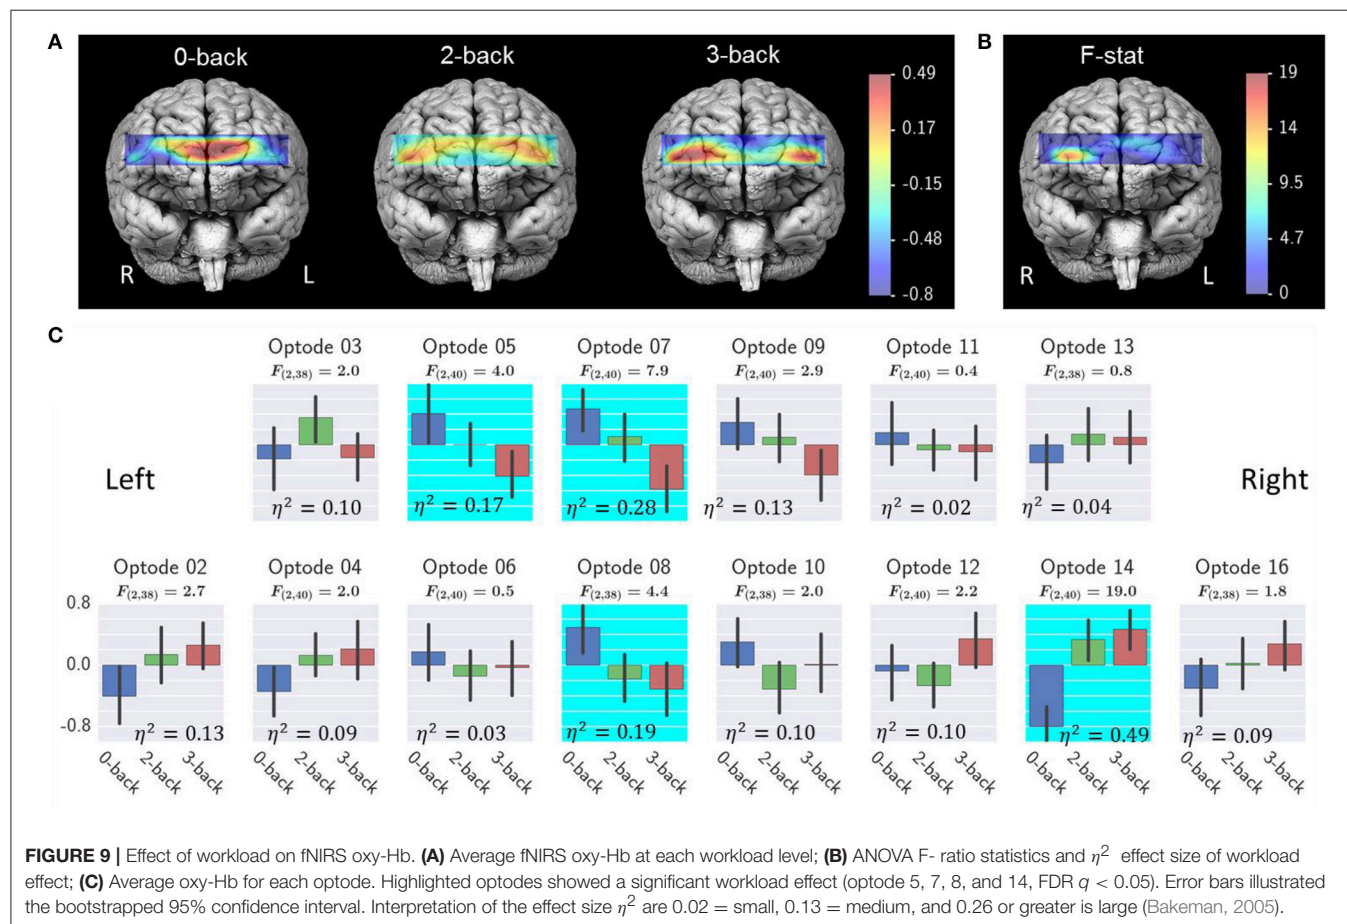 A
0-back 2-back 3-back
0.49
0.17
-0.15
-0.48
-0.8
R L
B
F-stat
19
14
9.5
4.7
0
R L
C
Optode 03 Optode 05 Optode 07 Optode 09 Optode 11 Optode 13
F(2,38) = 2.0 F(2,40) = 4.0 F(2,40) = 7.9 F(2,40) = 2.9 F(2,40) = 0.4 F(2,38) = 0.8
Left Right
η² = 0.10 η² = 0.17 η² = 0.28 η² = 0.13 η² = 0.02 η² = 0.04
Optode 02 Optode 04 Optode 06 Optode 08 Optode 10 Optode 12 Optode 14 Optode 16
F(2,38) = 2.7 F(2,40) = 2.0 F(2,40) = 0.5 F(2,38) = 4.4 F(2,38) = 2.0 F(2,40) = 2.2 F(2,40) = 19.0 F(2,38) = 1.8
0.8
0.0
-0.8
η² = 0.13 η² = 0.09 η² = 0.03 η² = 0.19 η² = 0.10 η² = 0.10 η² = 0.49 η² = 0.09
0-back 2-back 3-back 0-back 2-back 3-back 0-back 2-back 3-back 0-back 2-back 3-back 0-back 2-back 3-back 0-back 2-back 3-back 0-back 2-back 3-back 0-back 2-back 3-back
FIGURE 9 | Effect of workload on fNIRS oxy-Hb. (A) Average fNIRS oxy-Hb at each workload level; (B) ANOVA F- ratio statistics and η² effect size of workload
effect; (C) Average oxy-Hb for each optode. Highlighted optodes showed a significant workload effect (optode 5, 7, 8, and 14, FDR q < 0.05). Error bars illustrated
the bootstrapped 95% confidence interval. Interpretation of the effect size η² are 0.02 = small, 0.13 = medium, and 0.26 or greater is large (Bakeman, 2005).